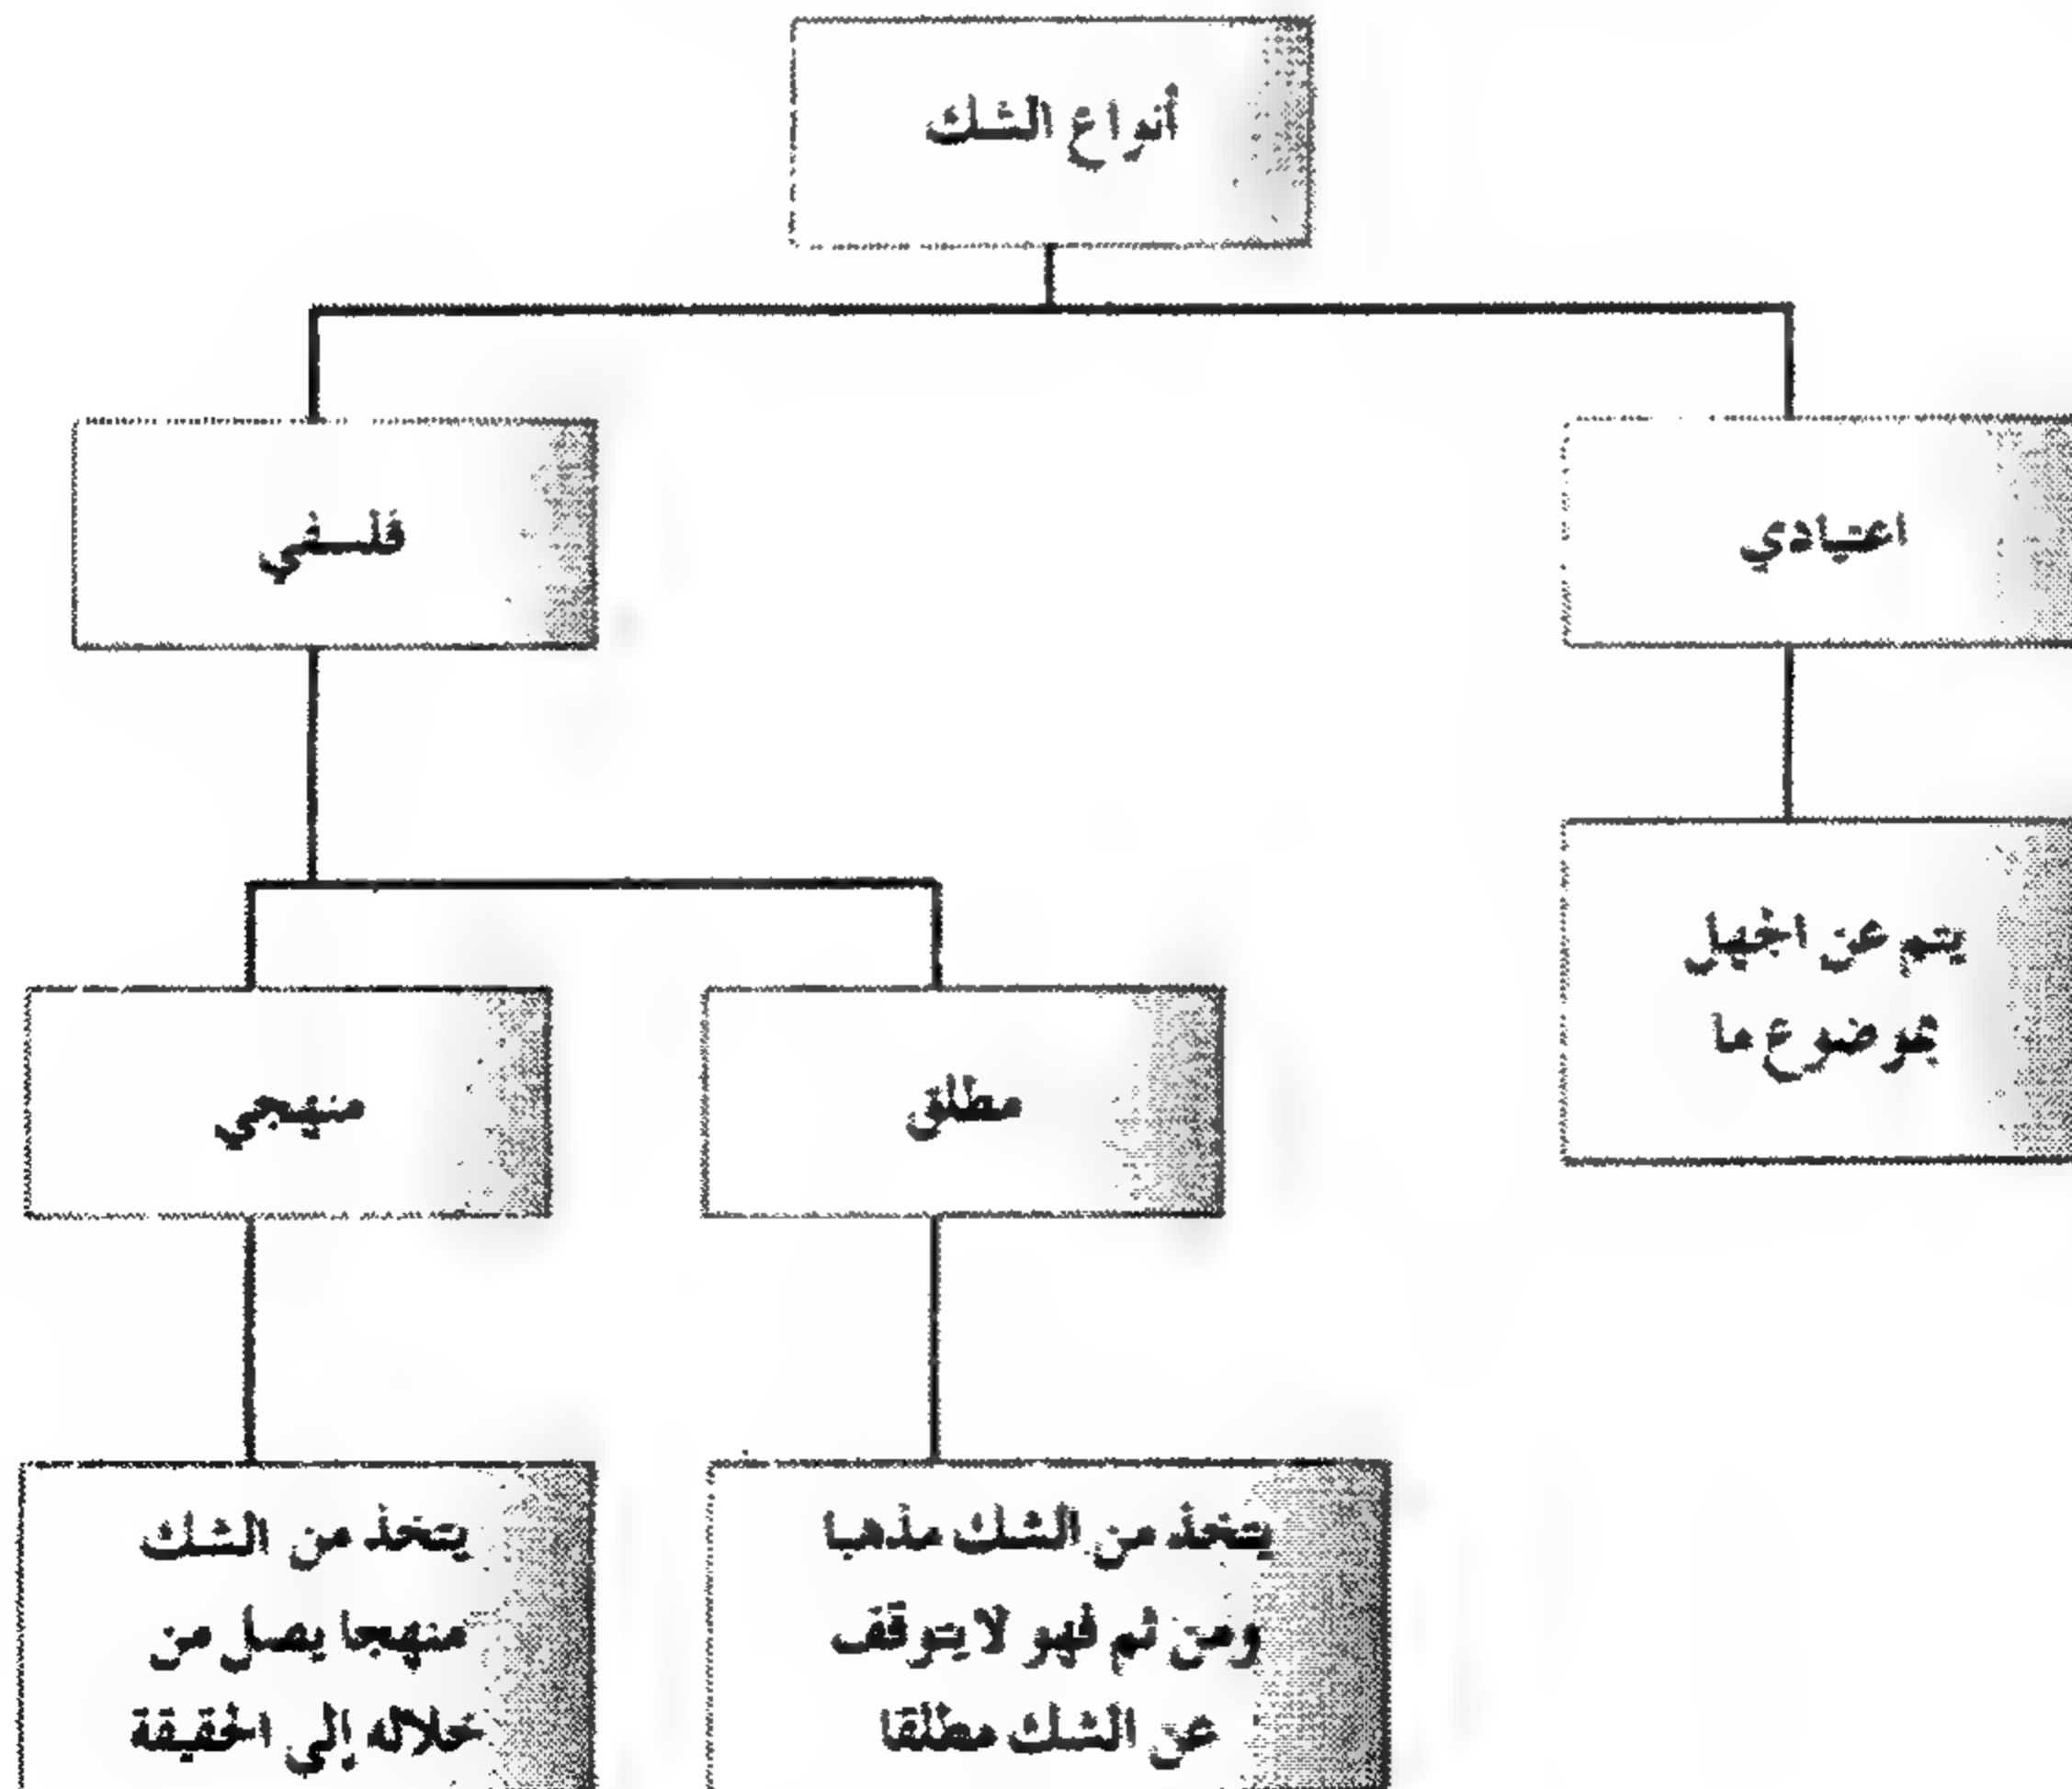 أنواع الشك
اعتيادي
فلسفي
يتم عن الجهل
بموضوع ما
مطلق
منهجي
يتخذ من الشك مذهبا
ومن ثم فهو لا يتوقف
عن الشك مطلقا
يتخذ من الشك
منهجا يصل من
خلاله إلى الحقيقة